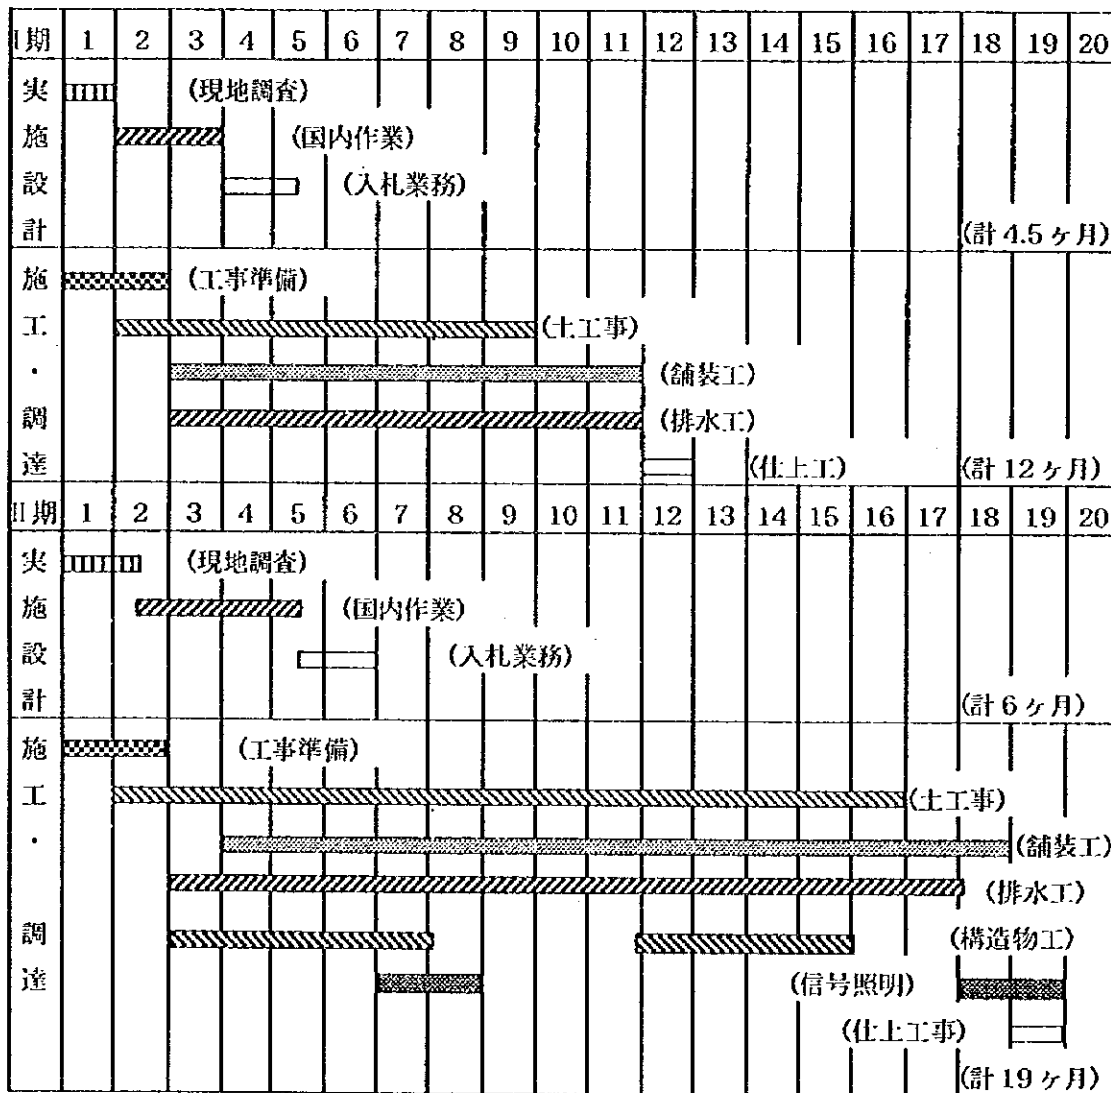 I期 1 2 3 4 5 6 7 8 9 10 11 12 13 14 15 16 17 18 19 20
実 (現地調査)
施 (国内作業)
設 (入札業務)
計 (計 4.5 ヶ月)
施 (工事準備)
工 (土工事)
・ (舗装工)
調 (排水工)
達 (仕上工) (計 12 ヶ月)
II期 1 2 3 4 5 6 7 8 9 10 11 12 13 14 15 16 17 18 19 20
実 (現地調査)
施 (国内作業)
設 (入札業務)
計 (計 6 ヶ月)
施 (工事準備)
工 (土工事)
・ (舗装工)
(排水工)
調 (構造物工)
達 (信号照明)
(仕上工事)
(計 19 ヶ月)